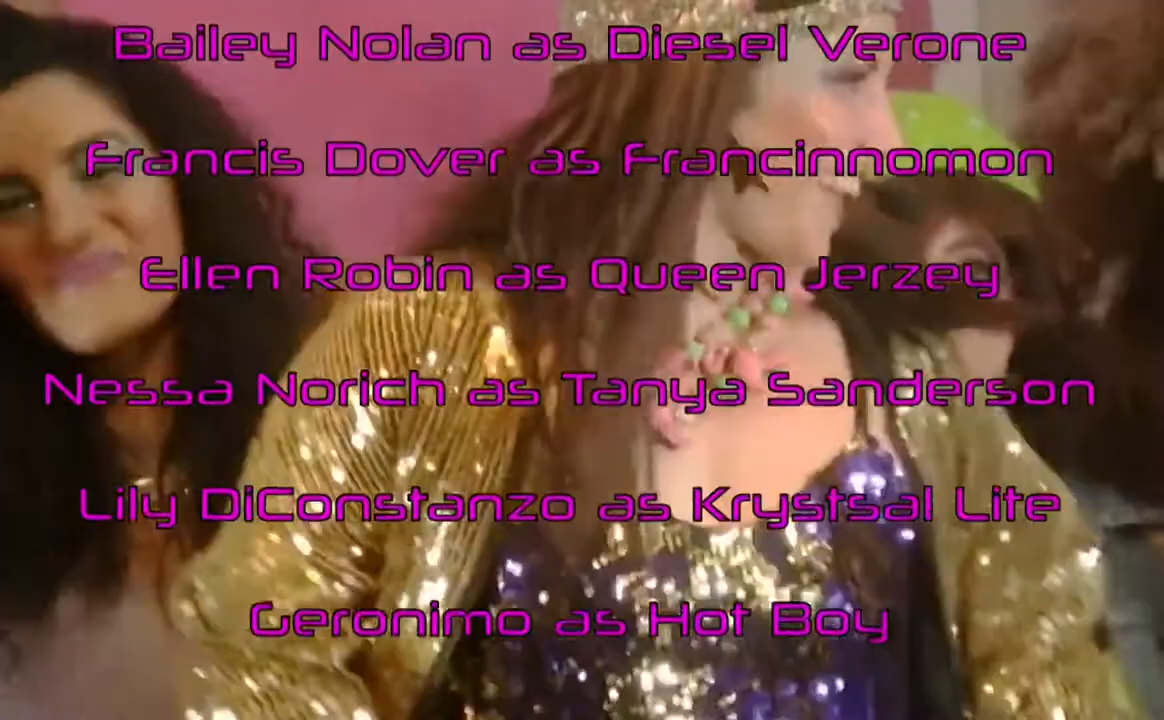 Bailey Nolan as Diesel Verone
Francis Dover as Francinnomon
Ellen Robin as Queen Jerzey
Nessa Norich as Tanya Sanderson
Lily DiConstanzo as Krystsal Lite
Geronimo as Hot Boy